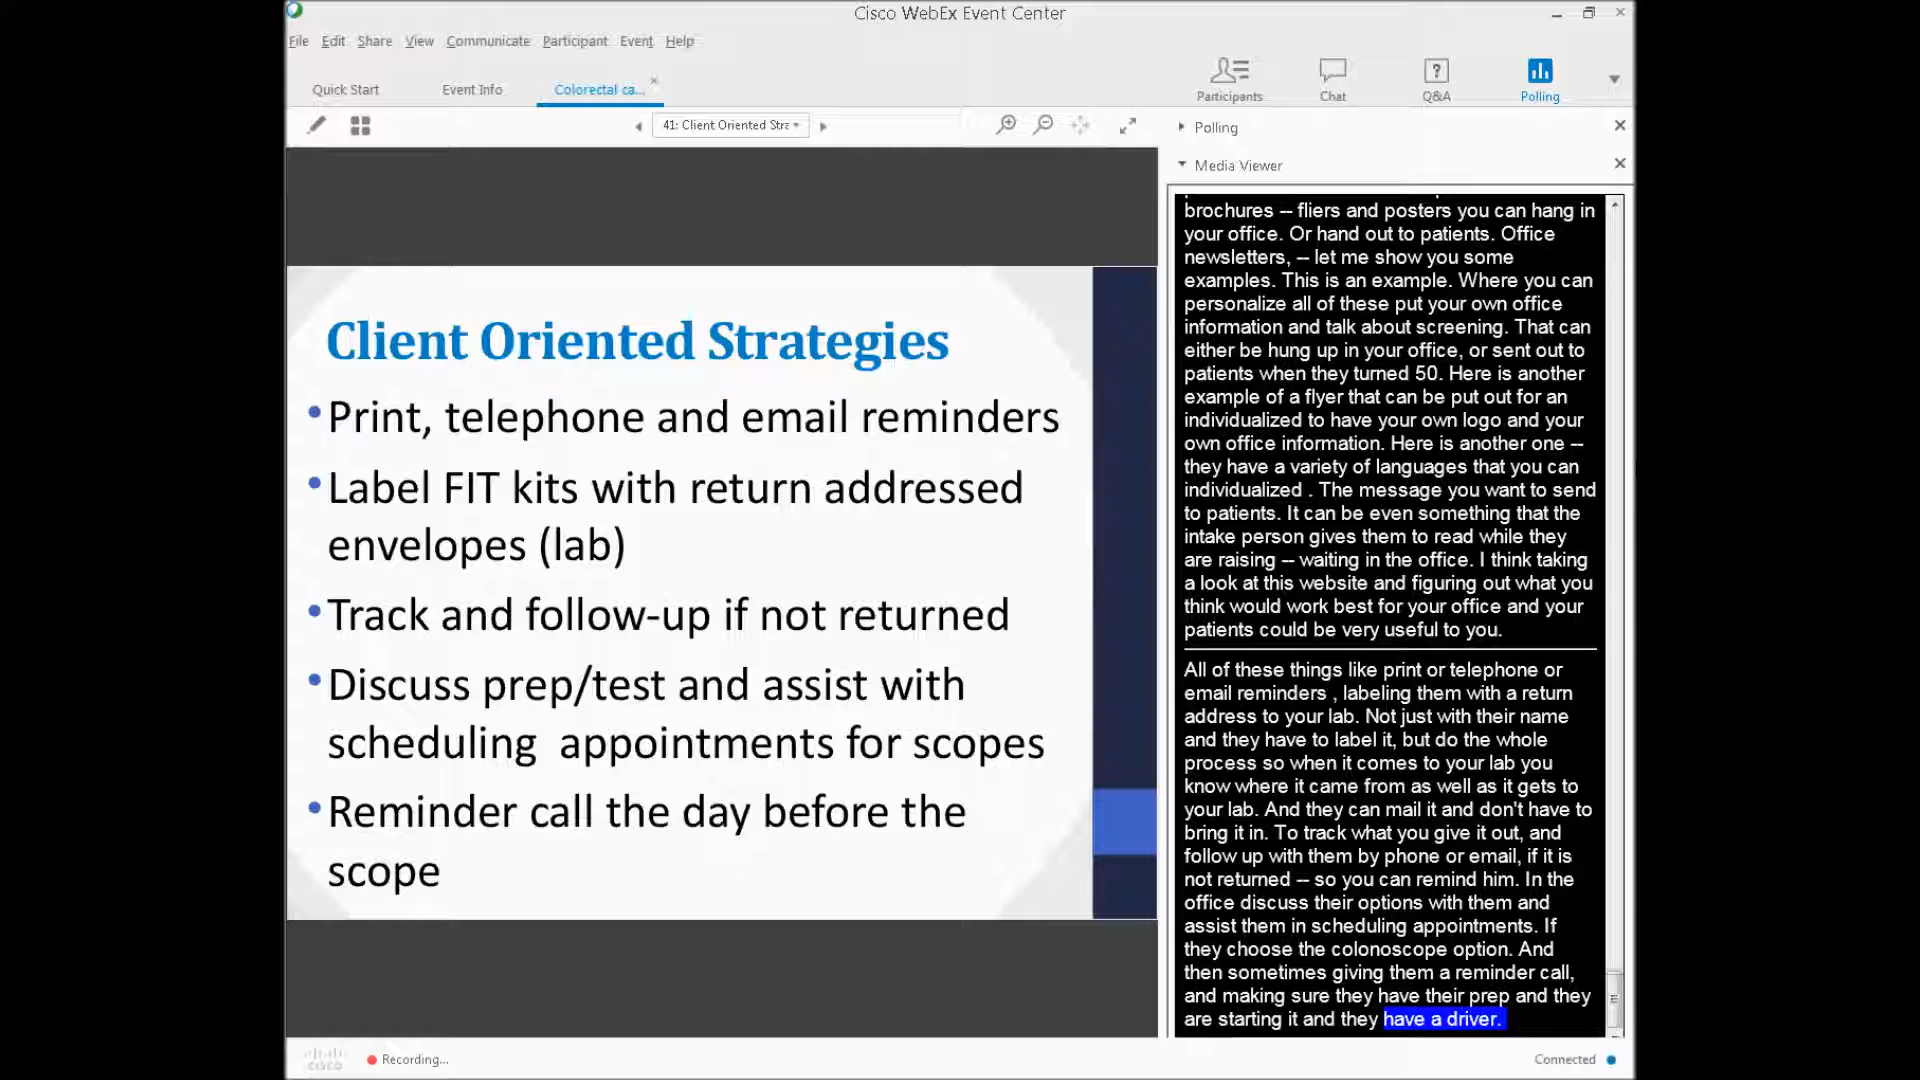 Cisco WebEx Event Center
File Edit Share View Communicate Participant Event Help
Quick Start Event Info Colorectal ca...
Participants Chat Q&A Polling
41: Client Oriented Stra
Polling
Media Viewer
Client Oriented Strategies
•Print, telephone and email reminders
•Label FIT kits with return addressed
envelopes (lab)
•Track and follow-up if not returned
•Discuss prep/test and assist with
scheduling appointments for scopes
•Reminder call the day before the
scope
brochures -- fliers and posters you can hang in
your office. Or hand out to patients. Office
newsletters, -- let me show you some
examples. This is an example. Where you can
personalize all of these put your own office
information and talk about screening. That can
either be hung up in your office, or sent out to
patients when they turned 50. Here is another
example of a flyer that can be put out for an
individualized to have your own logo and your
own office information. Here is another one --
they have a variety of languages that you can
individualized . The message you want to send
to patients. It can be even something that the
intake person gives them to read while they
are raising -- waiting in the office. I think taking
a look at this website and figuring out what you
think would work best for your office and your
patients could be very useful to you.
All of these things like print or telephone or
email reminders , labeling them with a return
address to your lab. Not just with their name
and they have to label it, but do the whole
process so when it comes to your lab you
know where it came from as well as it gets to
your lab. And they can mail it and don't have to
bring it in. To track what you give it out, and
follow up with them by phone or email, if it is
not returned -- so you can remind him. In the
office discuss their options with them and
assist them in scheduling appointments. If
they choose the colonoscope option. And
then sometimes giving them a reminder call,
and making sure they have their prep and they
are starting it and they have a driver.
cisco
Recording...
Connected